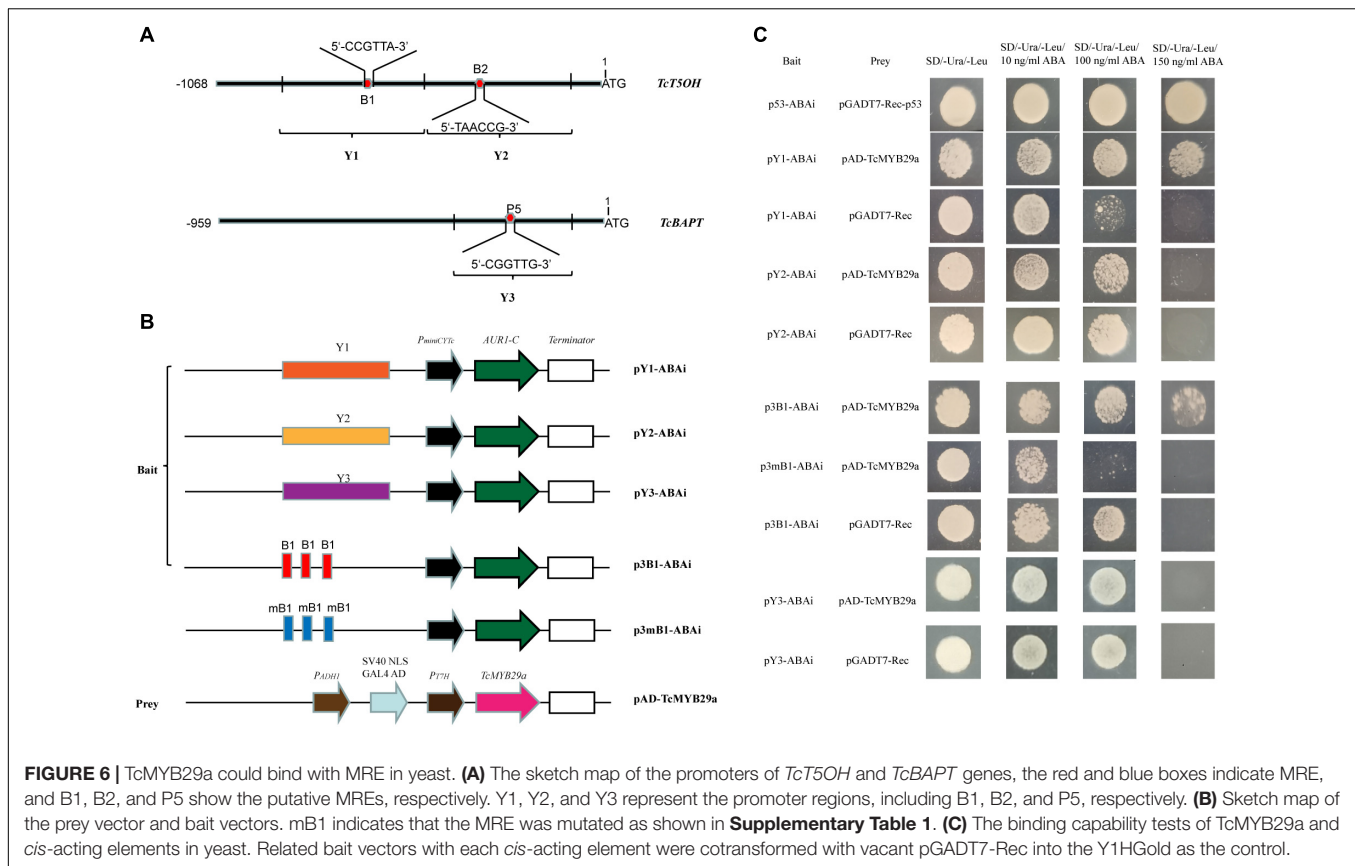 A
5'-CCGTTA-3'
-1068
B1
B2
1
ATG
TcT5OH
5'-TAACCG-3'
Y1
Y2
-959
P5
1
ATG
TcBAPT
5'-CGGTTG-3'
Y3
B
Y1
PminiCYTc
AUR1-C
Terminator
pY1-ABAi
Y2
pY2-ABAi
Bait
Y3
pY3-ABAi
B1 B1 B1
p3B1-ABAi
mB1 mB1 mB1
p3mB1-ABAi
SV40 NLS
GAL4 AD
PADH1
PT7H
TcMYB29a
Prey
pAD-TcMYB29a
C
Bait
Prey
SD/-Ura/-Leu
SD/-Ura/-Leu/
10 ng/ml ABA
SD/-Ura/-Leu/
100 ng/ml ABA
SD/-Ura/-Leu/
150 ng/ml ABA
p53-ABAi pGADT7-Rec-p53
pY1-ABAi pAD-TcMYB29a
pY1-ABAi pGADT7-Rec
pY2-ABAi pAD-TcMYB29a
pY2-ABAi pGADT7-Rec
p3B1-ABAi pAD-TcMYB29a
p3mB1-ABAi pAD-TcMYB29a
p3B1-ABAi pGADT7-Rec
pY3-ABAi pAD-TcMYB29a
pY3-ABAi pGADT7-Rec
FIGURE 6 | TcMYB29a could bind with MRE in yeast. (A) The sketch map of the promoters of TcT5OH and TcBAPT genes, the red and blue boxes indicate MRE,
and B1, B2, and P5 show the putative MREs, respectively. Y1, Y2, and Y3 represent the promoter regions, including B1, B2, and P5, respectively. (B) Sketch map of
the prey vector and bait vectors. mB1 indicates that the MRE was mutated as shown in Supplementary Table 1. (C) The binding capability tests of TcMYB29a and
cis-acting elements in yeast. Related bait vectors with each cis-acting element were cotransformed with vacant pGADT7-Rec into the Y1HGold as the control.